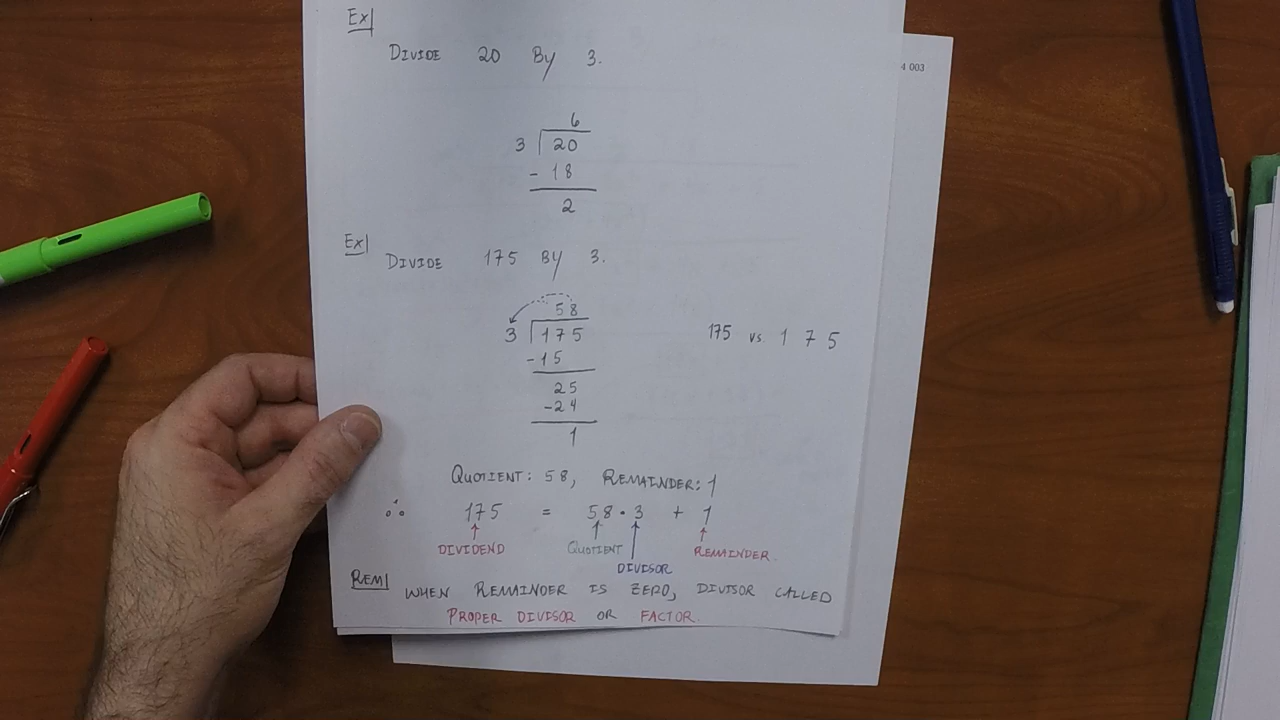 Ex|
DIVIDE 20 BY 3.
6
3 20
- 18
2
Ex|
DIVIDE 175 BY 3.
58
3 175
175 vs. 1 7 5
-15
25
-24
1
QUOTIENT: 58, REMAINDER: 1
∴ 175 = 58 · 3 + 1
DIVIDEND QUOTIENT REMAINDER.
DIVISOR
REM| WHEN REMAINDER IS ZERO, DIVISOR CALLED
PROPER DIVISOR OR FACTOR.
4 003